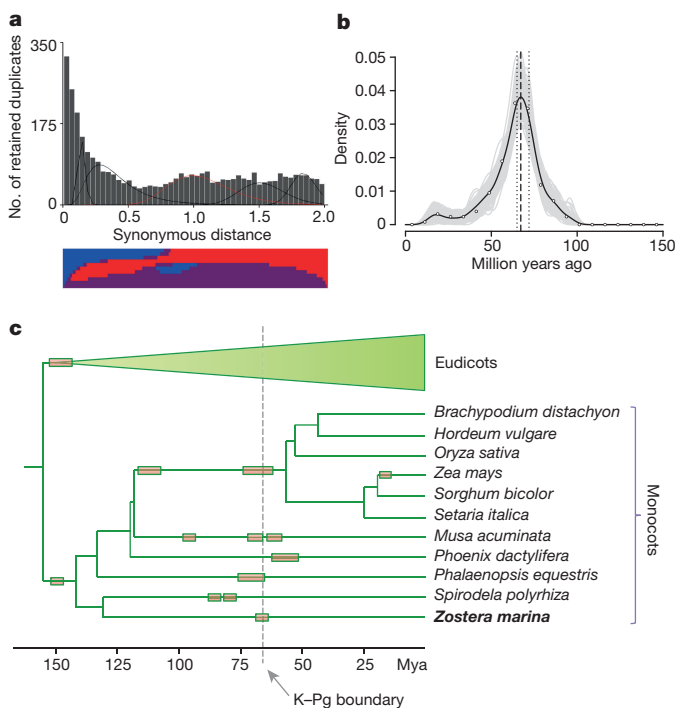 a
350
175
0
No. of retained duplicates
0 0.5 1.0 1.5 2.0
Synonymous distance
b
0.05
0.04
0.03
0.02
0.01
0
Density
0 50 100 150
Million years ago
c
Eudicots
Brachypodium distachyon
Hordeum vulgare
Oryza sativa
Zea mays
Sorghum bicolor
Setaria italica
Musa acuminata
Phoenix dactylifera
Phalaenopsis equestris
Spirodela polyrhiza
Zostera marina
Monocots
150 125 100 75 50 25 Mya
K–Pg boundary